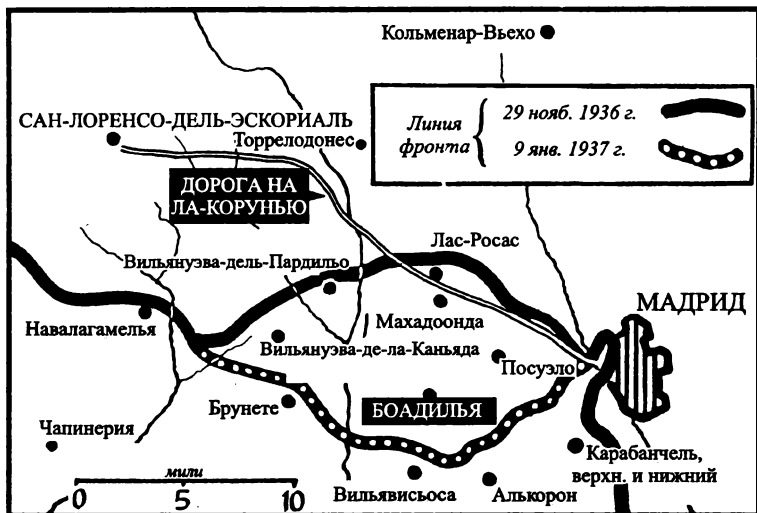 Кольменар-Вьехо
Линия
фронта
29 нояб. 1936 г.
9 янв. 1937 г.
САН-ЛОРЕНСО-ДЕЛЬ-ЭСКОРИАЛЬ
Торрелодонес
ДОРОГА НА
ЛА-КОРУНЬЮ
Лас-Росас
Вильянуэва-дель-Пардильо
МАДРИД
Навалагамелья
Махадоонда
Вильянуэва-де-ла-Каньяда
Посуэло
Брунете
БОАДИЛЬЯ
Чапинерия
Карабанчель,
верхн. и нижний
мили
0 5 10
Вильявисьоса
Алькорон